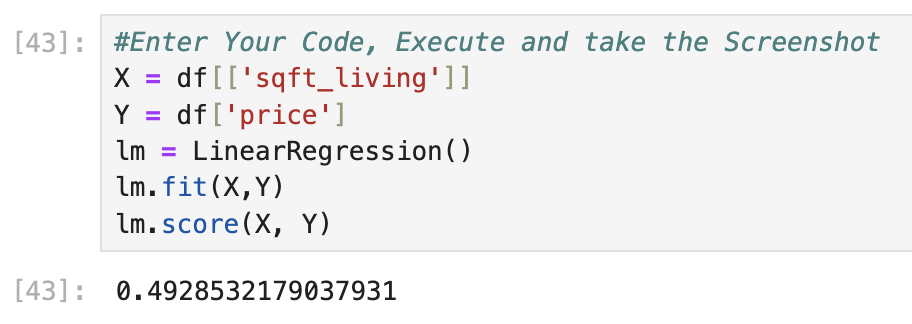 [43]: #Enter Your Code, Execute and take the Screenshot
X = df[['sqft_living']]
Y = df['price']
lm = LinearRegression()
lm.fit(X,Y)
lm.score(X, Y)
[43]: 0.4928532179037931